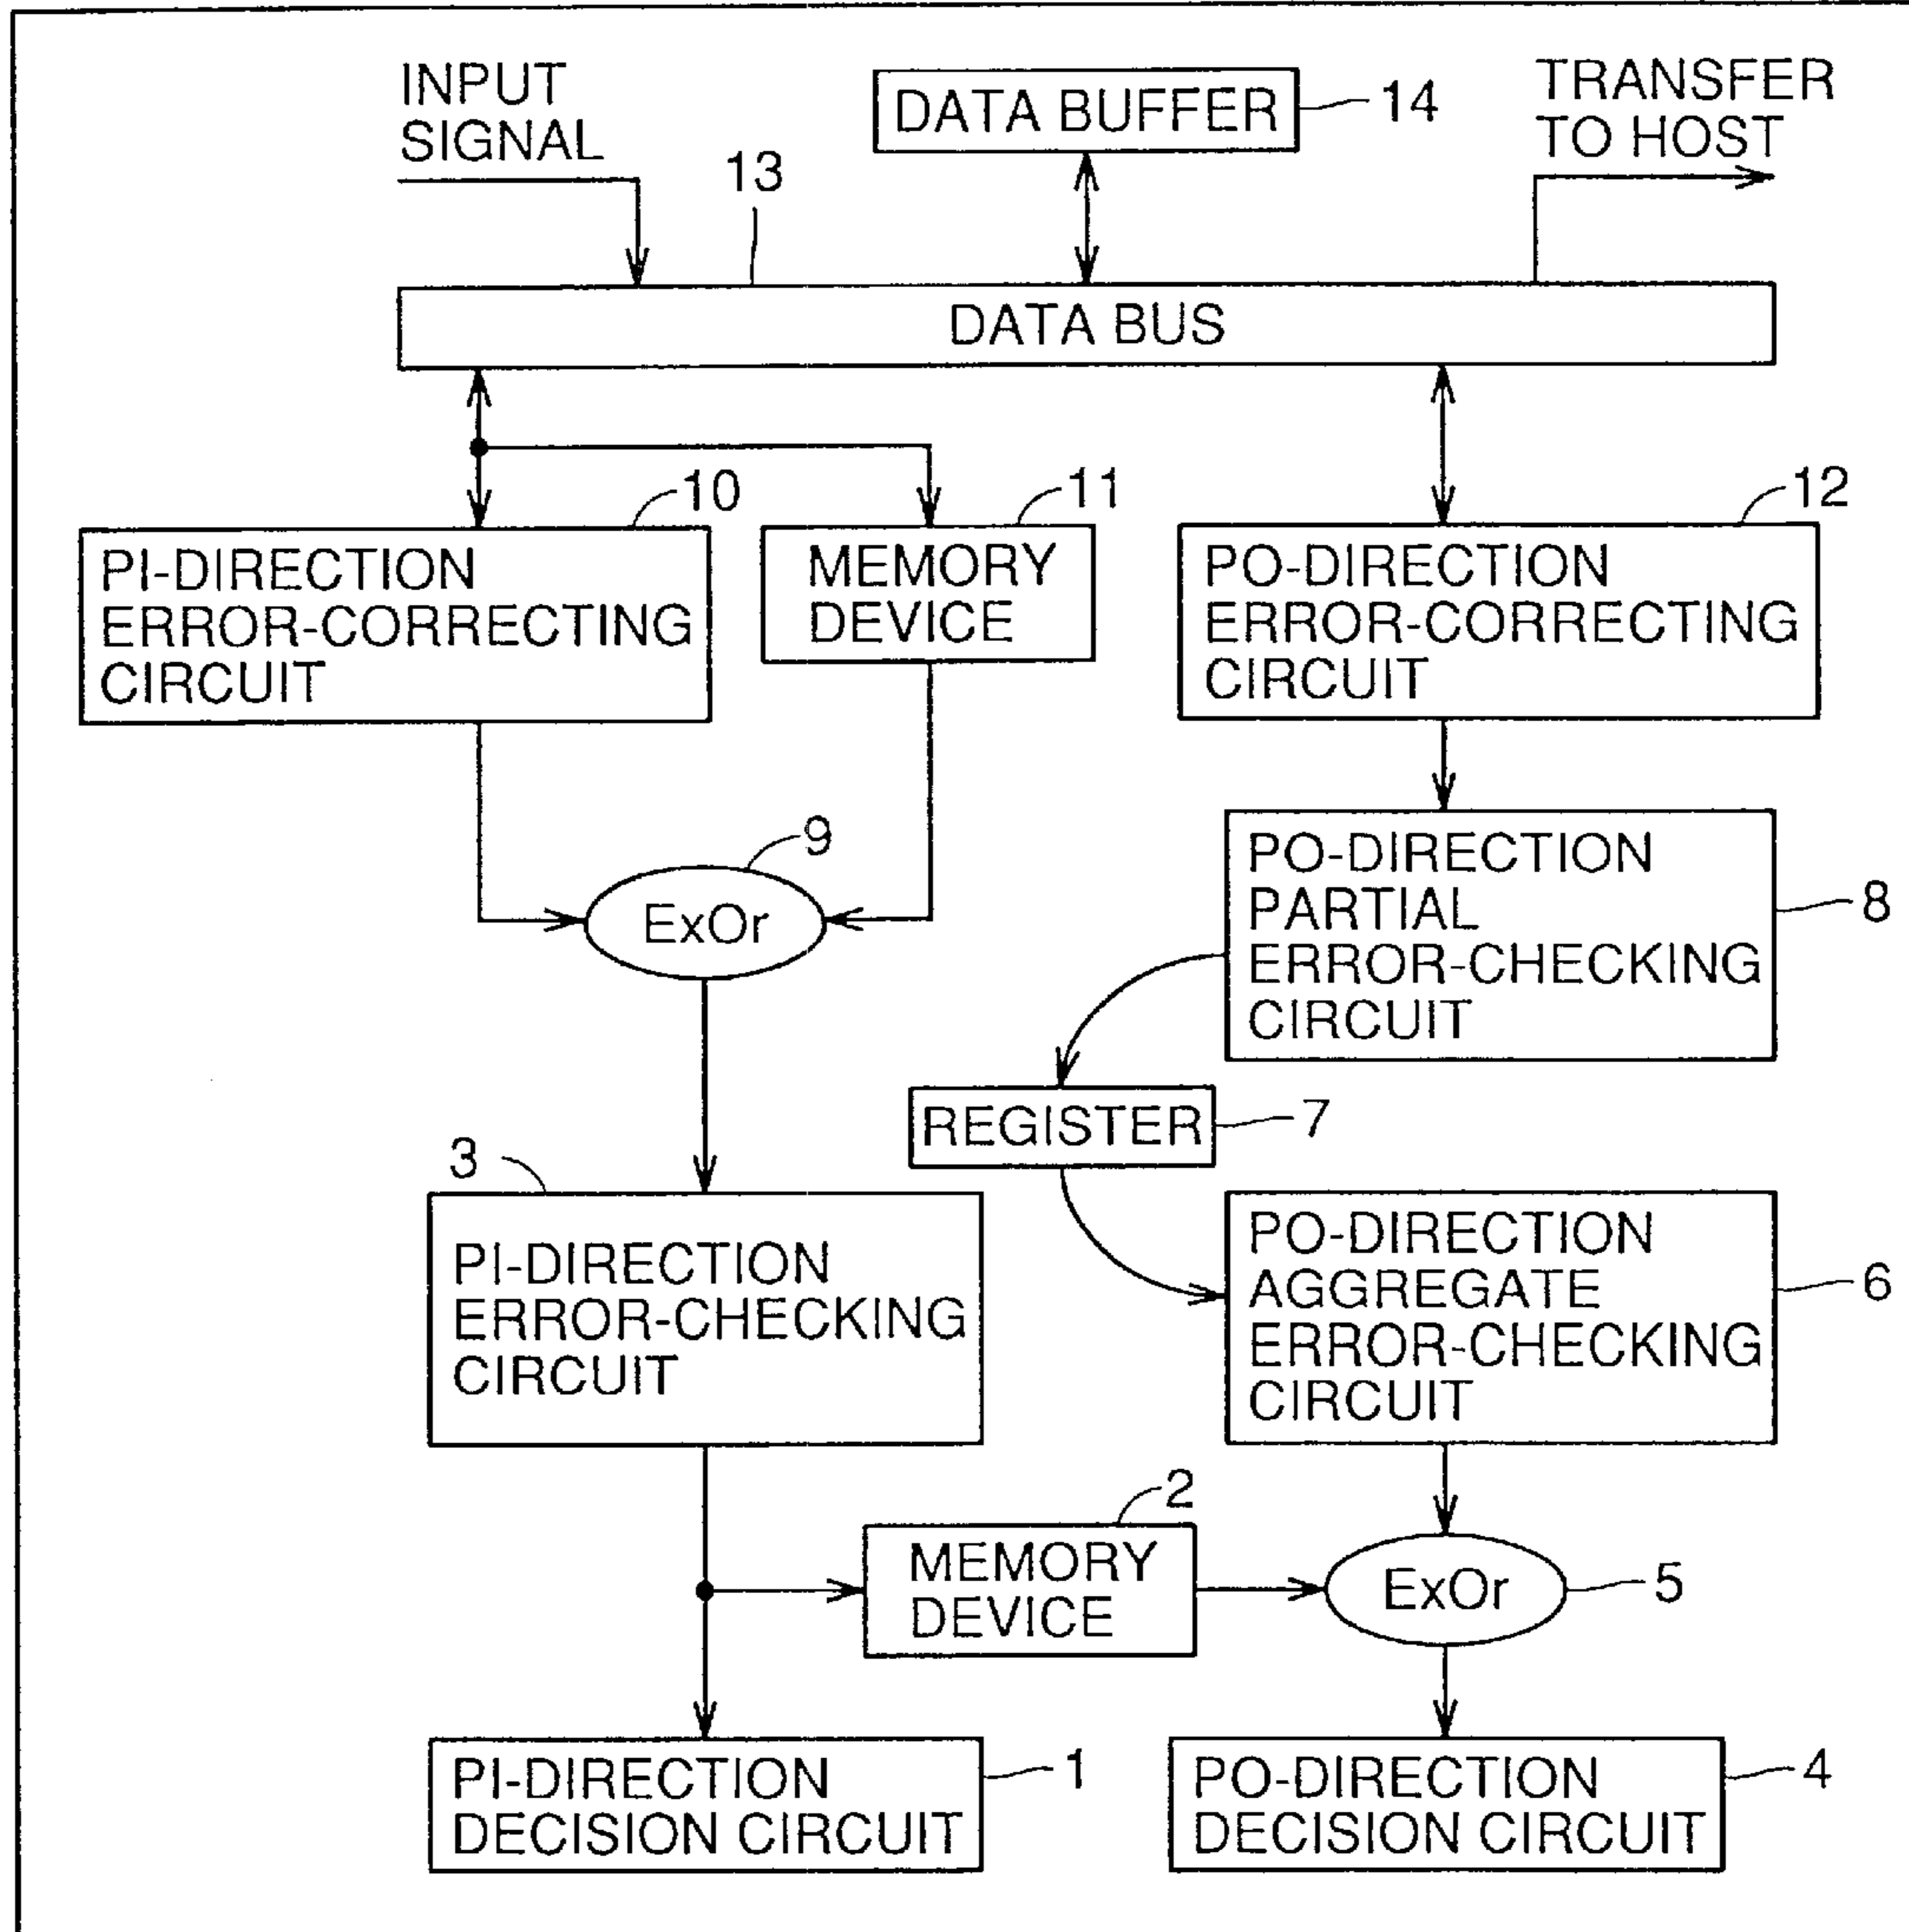 INPUT
SIGNAL
DATA BUFFER
14
TRANSFER
TO HOST
13
DATA BUS
10
11
12
PI-DIRECTION
ERROR-CORRECTING
CIRCUIT
MEMORY
DEVICE
PO-DIRECTION
ERROR-CORRECTING
CIRCUIT
9
ExOr
PO-DIRECTION
PARTIAL
ERROR-CHECKING
CIRCUIT
8
REGISTER
7
3
PI-DIRECTION
ERROR-CHECKING
CIRCUIT
PO-DIRECTION
AGGREGATE
ERROR-CHECKING
CIRCUIT
6
2
MEMORY
DEVICE
ExOr
5
PI-DIRECTION
DECISION CIRCUIT
1
PO-DIRECTION
DECISION CIRCUIT
4